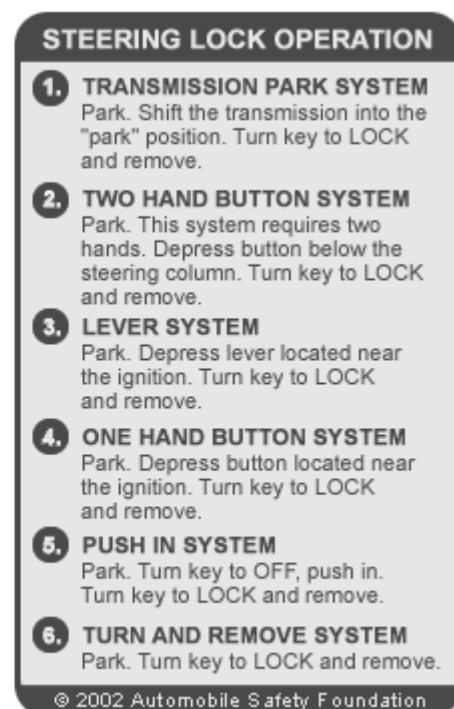 STEERING LOCK OPERATION
1. TRANSMISSION PARK SYSTEM
Park. Shift the transmission into the
"park" position. Turn key to LOCK
and remove.
2. TWO HAND BUTTON SYSTEM
Park. This system requires two
hands. Depress button below the
steering column. Turn key to LOCK
and remove.
3. LEVER SYSTEM
Park. Depress lever located near
the ignition. Turn key to LOCK
and remove.
4. ONE HAND BUTTON SYSTEM
Park. Depress button located near
the ignition. Turn key to LOCK
and remove.
5. PUSH IN SYSTEM
Park. Turn key to OFF, push in.
Turn key to LOCK and remove.
6. TURN AND REMOVE SYSTEM
Park. Turn key to LOCK and remove.
© 2002 Automobile Safety Foundation